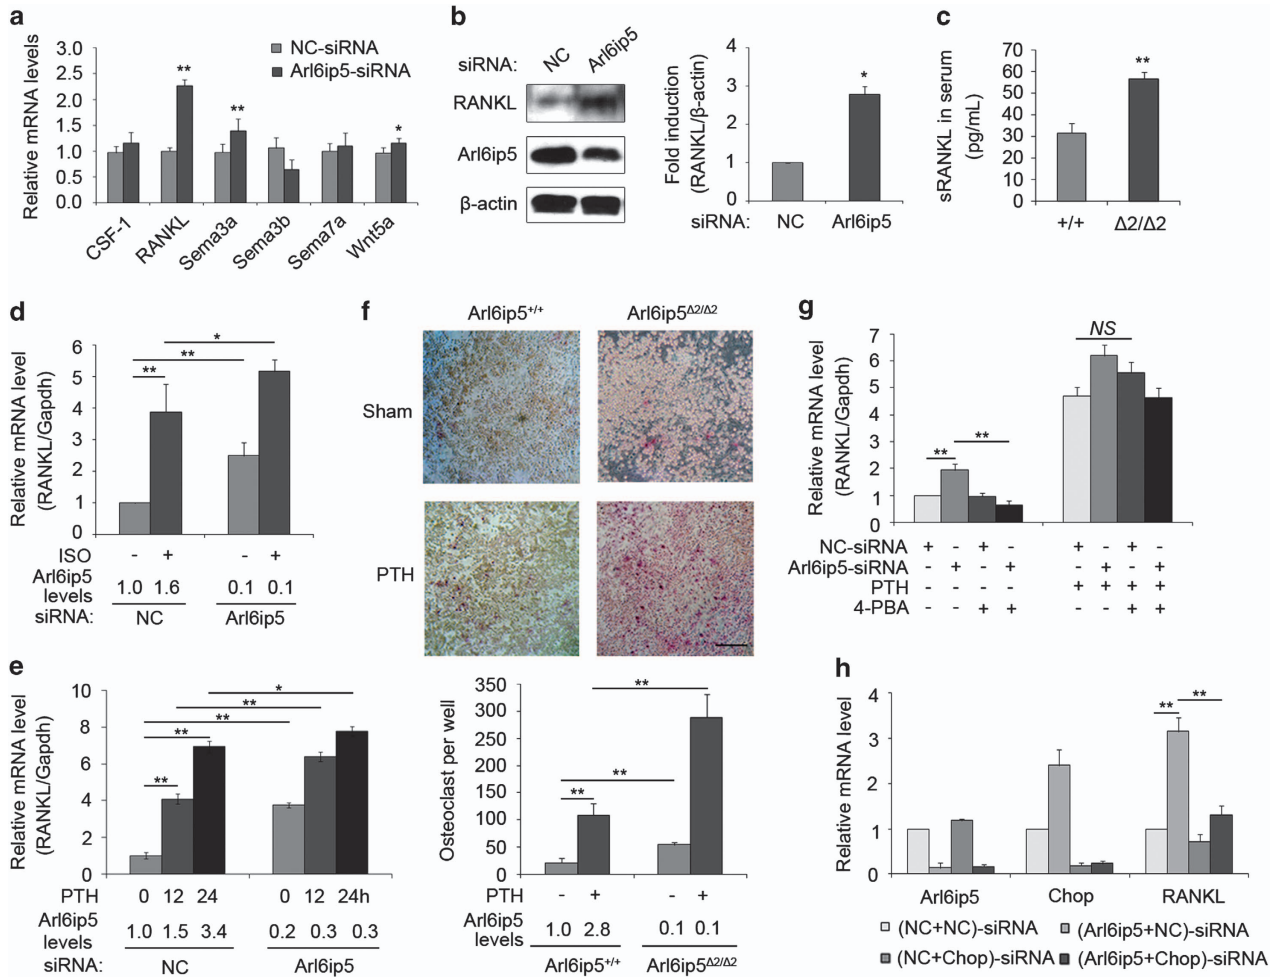 a
Relative mRNA levels
3.0
2.5
2.0
1.5
1.0
0.5
0.0
NC-siRNA
Arl6ip5-siRNA
**
**
*
CSF-1
RANKL
Sema3a
Sema3b
Sema7a
Wnt5a
b
siRNA: NC Arl6ip5
RANKL
Arl6ip5
β-actin
Fold induction
(RANKL/β-actin)
4
3
2
1
0
*
siRNA: NC Arl6ip5
c
sRANKL in serum
(pg/mL)
70
60
50
40
30
20
10
0
**
+/+ Δ2/Δ2
d
Relative mRNA level
(RANKL/Gapdh)
6
5
4
3
2
1
0
*
**
**
ISO - + - +
Arl6ip5
levels 1.0 1.6 0.1 0.1
siRNA: NC Arl6ip5
e
Relative mRNA level
(RANKL/Gapdh)
10
8
6
4
2
0
*
**
**
**
**
PTH 0 12 24 0 12 24h
Arl6ip5
levels 1.0 1.5 3.4 0.2 0.3 0.3
siRNA: NC Arl6ip5
f
Arl6ip5+/+ Arl6ip5Δ2/Δ2
Sham
PTH
Osteoclast per well
350
300
250
200
150
100
50
0
**
**
**
PTH - + - +
Arl6ip5
levels 1.0 2.8 0.1 0.1
Arl6ip5+/+ Arl6ip5Δ2/Δ2
g
Relative mRNA level
(RANKL/Gapdh)
7
6
5
4
3
2
1
0
NS
**
**
NC-siRNA + - + - + - + -
Arl6ip5-siRNA - + - + - + - +
PTH - - - - + + + +
4-PBA - - + + - - + +
h
Relative mRNA level
4
3
2
1
0
**
**
Arl6ip5 Chop RANKL
(NC+NC)-siRNA (Arl6ip5+NC)-siRNA
(NC+Chop)-siRNA (Arl6ip5+Chop)-siRNA